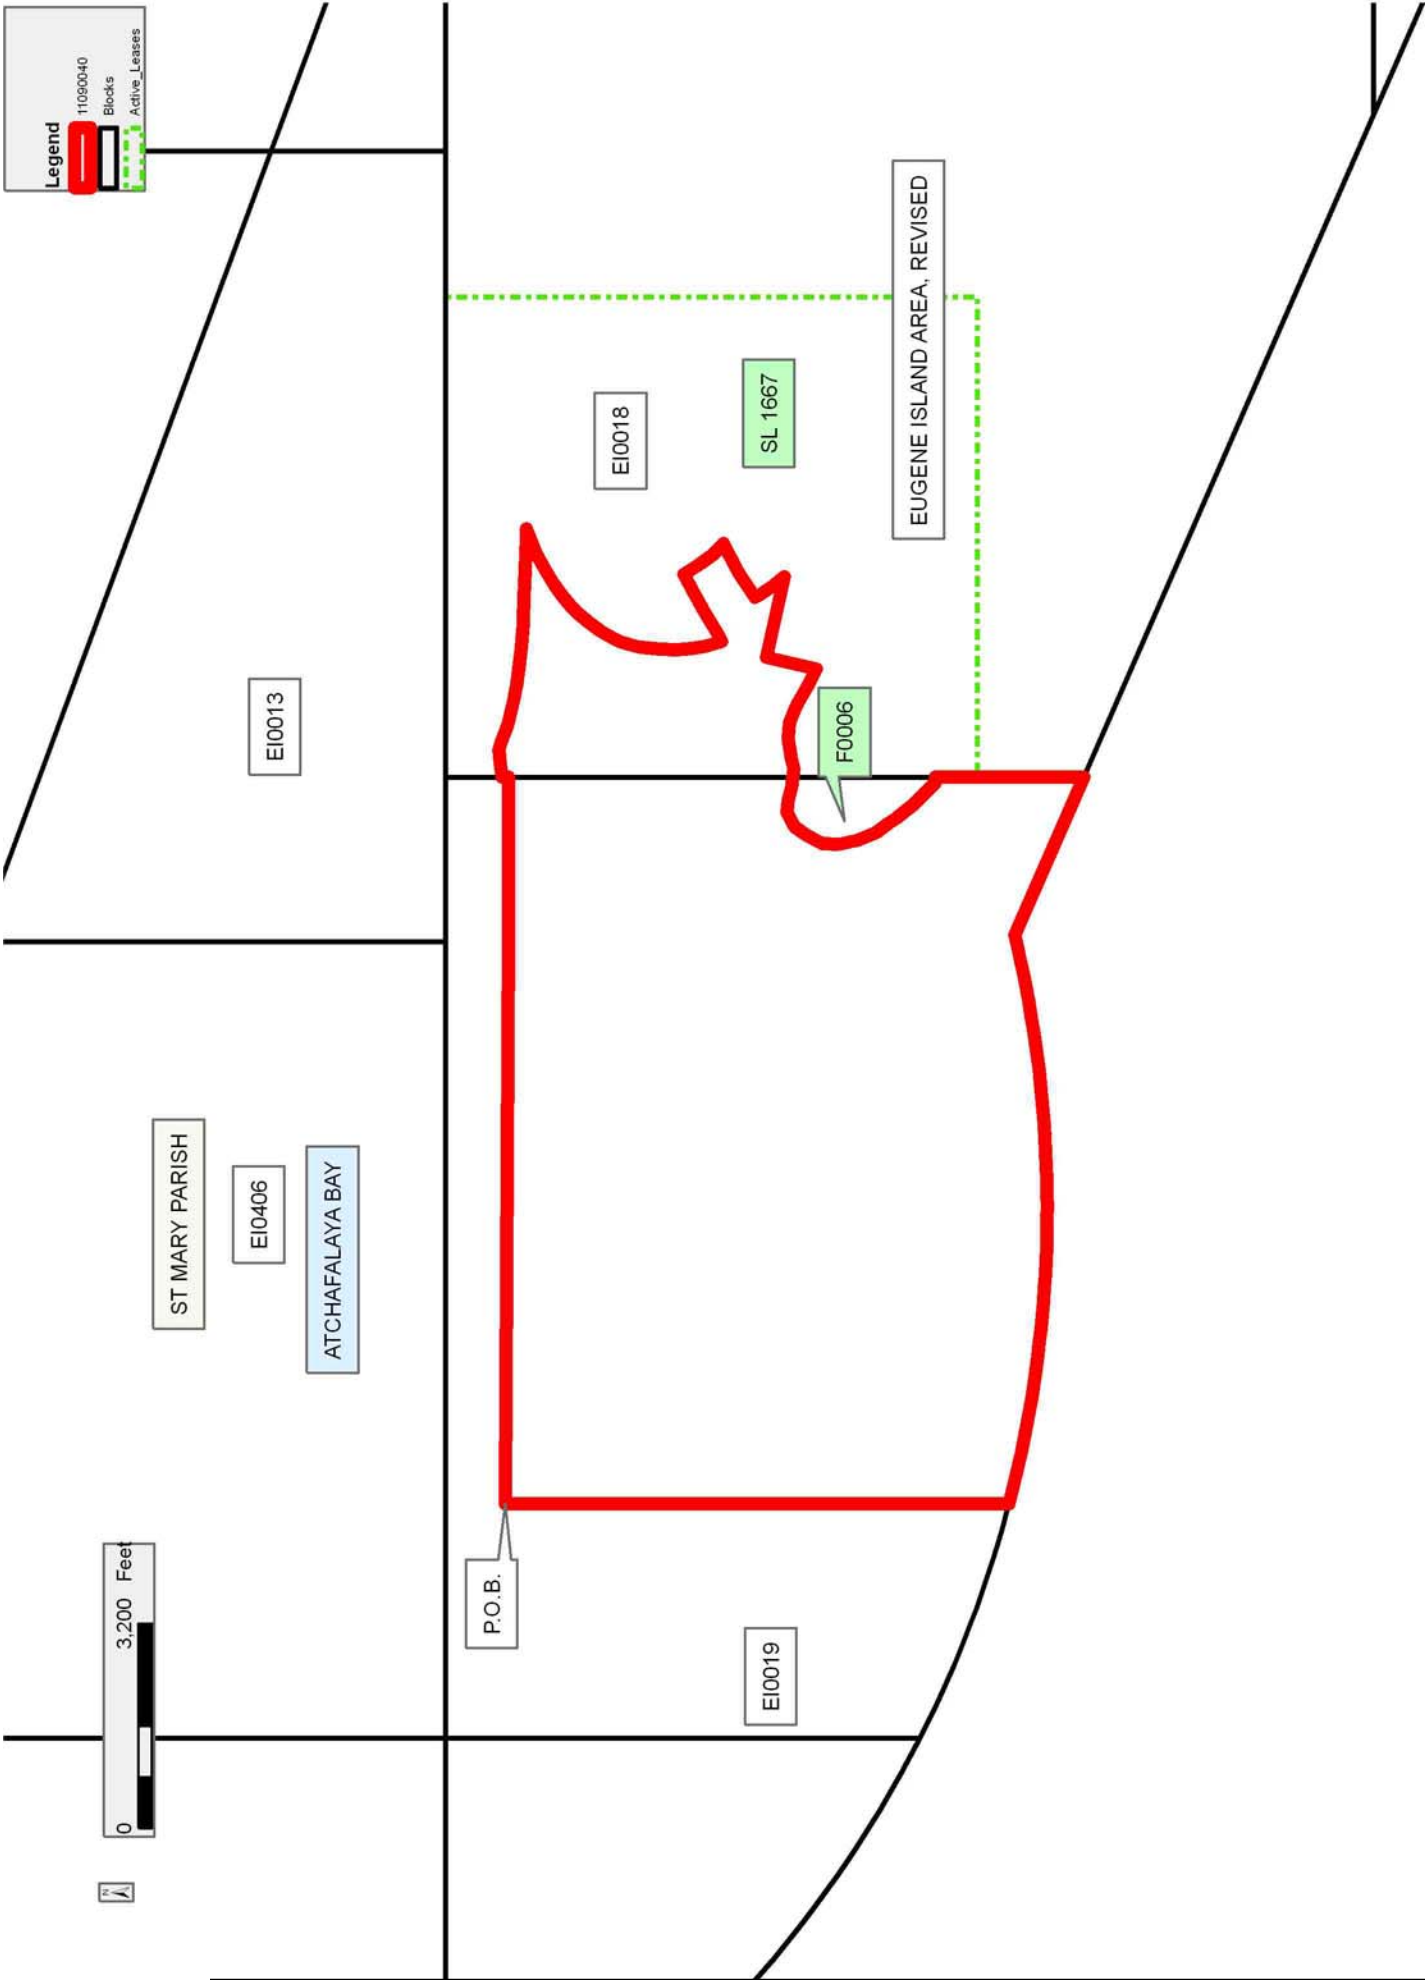 N
0 3,200 Feet
ST MARY PARISH
EI0406
ATCHAFALAYA BAY
EI0013
Legend
11090040
Blocks
Active_Leases
P.O.B.
EI0018
EI0019
SL 1667
F0006
EUGENE ISLAND AREA, REVISED